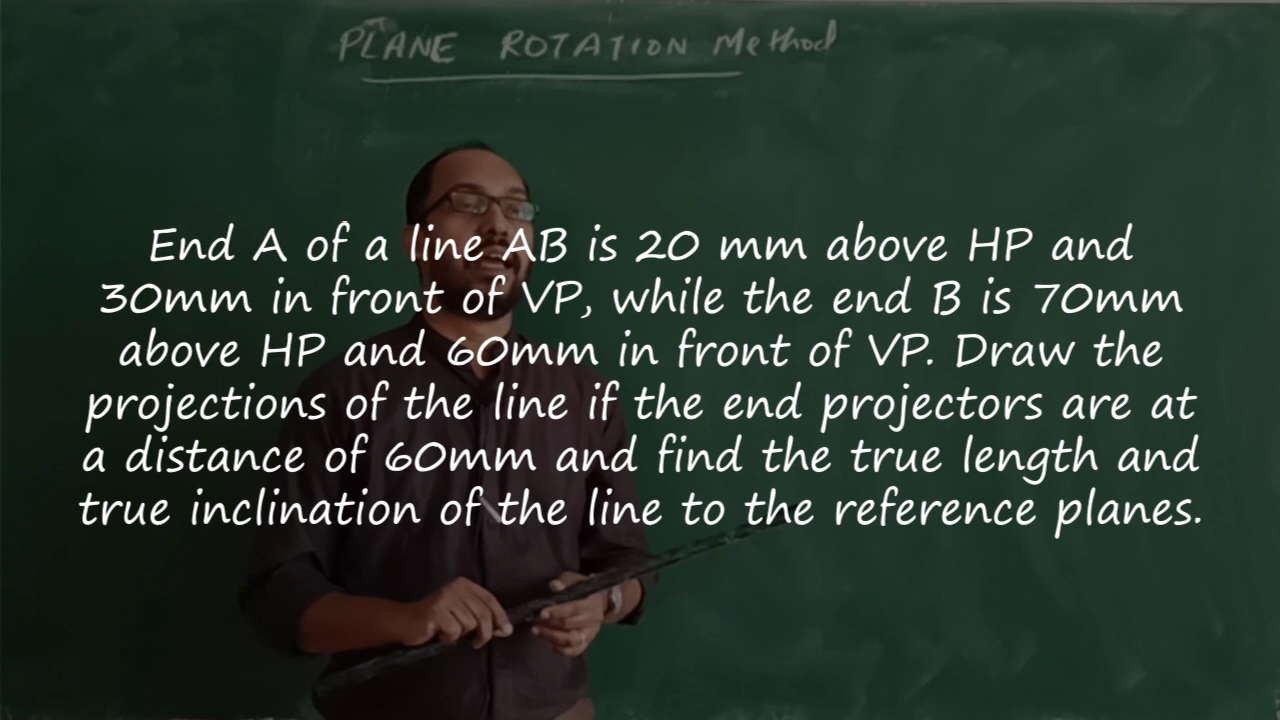 PLANE ROTATION Method
End A of a line AB is 20 mm above HP and
30mm in front of VP, while the end B is 70mm
above HP and 60mm in front of VP. Draw the
projections of the line if the end projectors are at
a distance of 60mm and find the true length and
true inclination of the line to the reference planes.